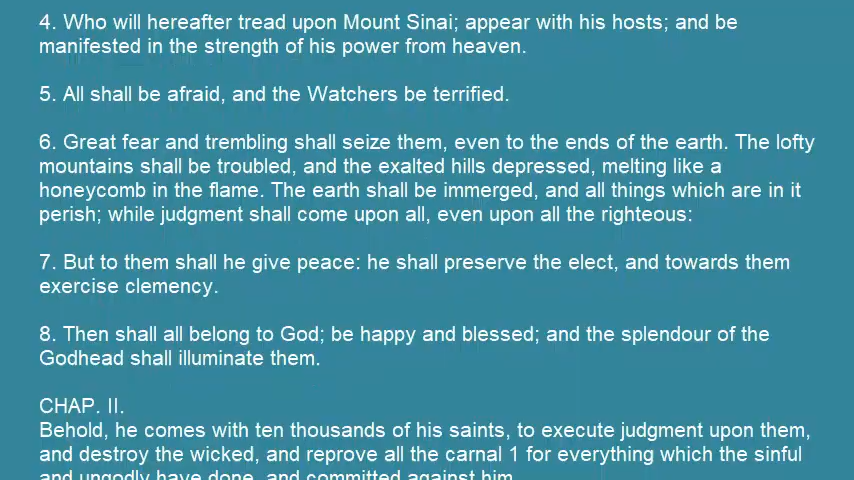 4. Who will hereafter tread upon Mount Sinai; appear with his hosts; and be
manifested in the strength of his power from heaven.
5. All shall be afraid, and the Watchers be terrified.
6. Great fear and trembling shall seize them, even to the ends of the earth. The lofty
mountains shall be troubled, and the exalted hills depressed, melting like a
honeycomb in the flame. The earth shall be immerged, and all things which are in it
perish; while judgment shall come upon all, even upon all the righteous:
7. But to them shall he give peace: he shall preserve the elect, and towards them
exercise clemency.
8. Then shall all belong to God; be happy and blessed; and the splendour of the
Godhead shall illuminate them.
CHAP. II.
Behold, he comes with ten thousands of his saints, to execute judgment upon them,
and destroy the wicked, and reprove all the carnal 1 for everything which the sinful
and ungodly have done, and committed against him.